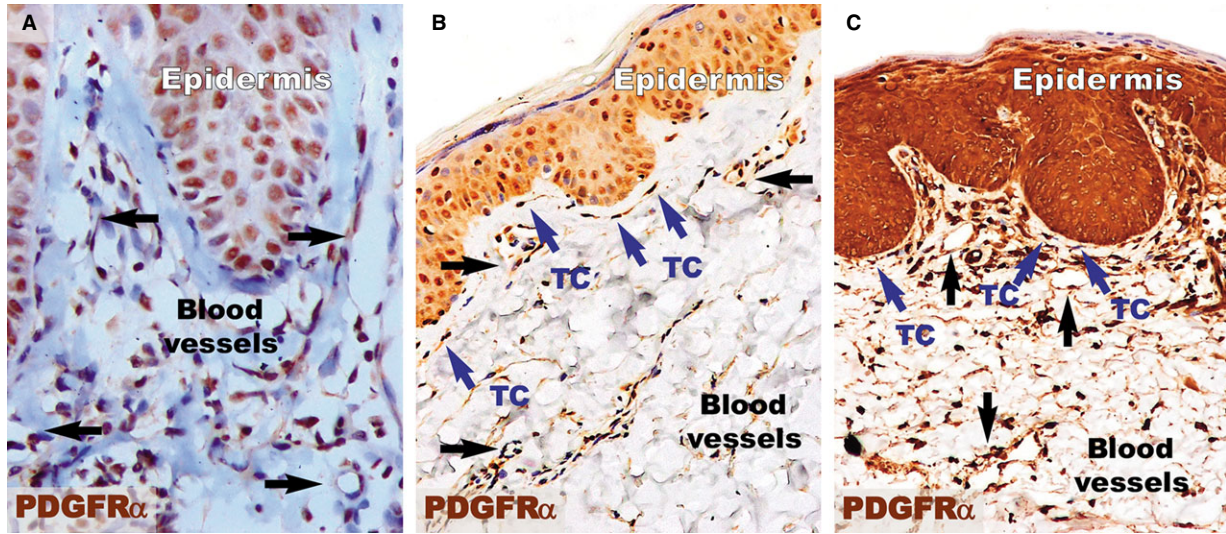 A
Epidermis
Blood
vessels
PDGFRα
B
Epidermis
TC
TC
TC
Blood
vessels
PDGFRα
C
Epidermis
TC
TC
TC
Blood
vessels
PDGFRα